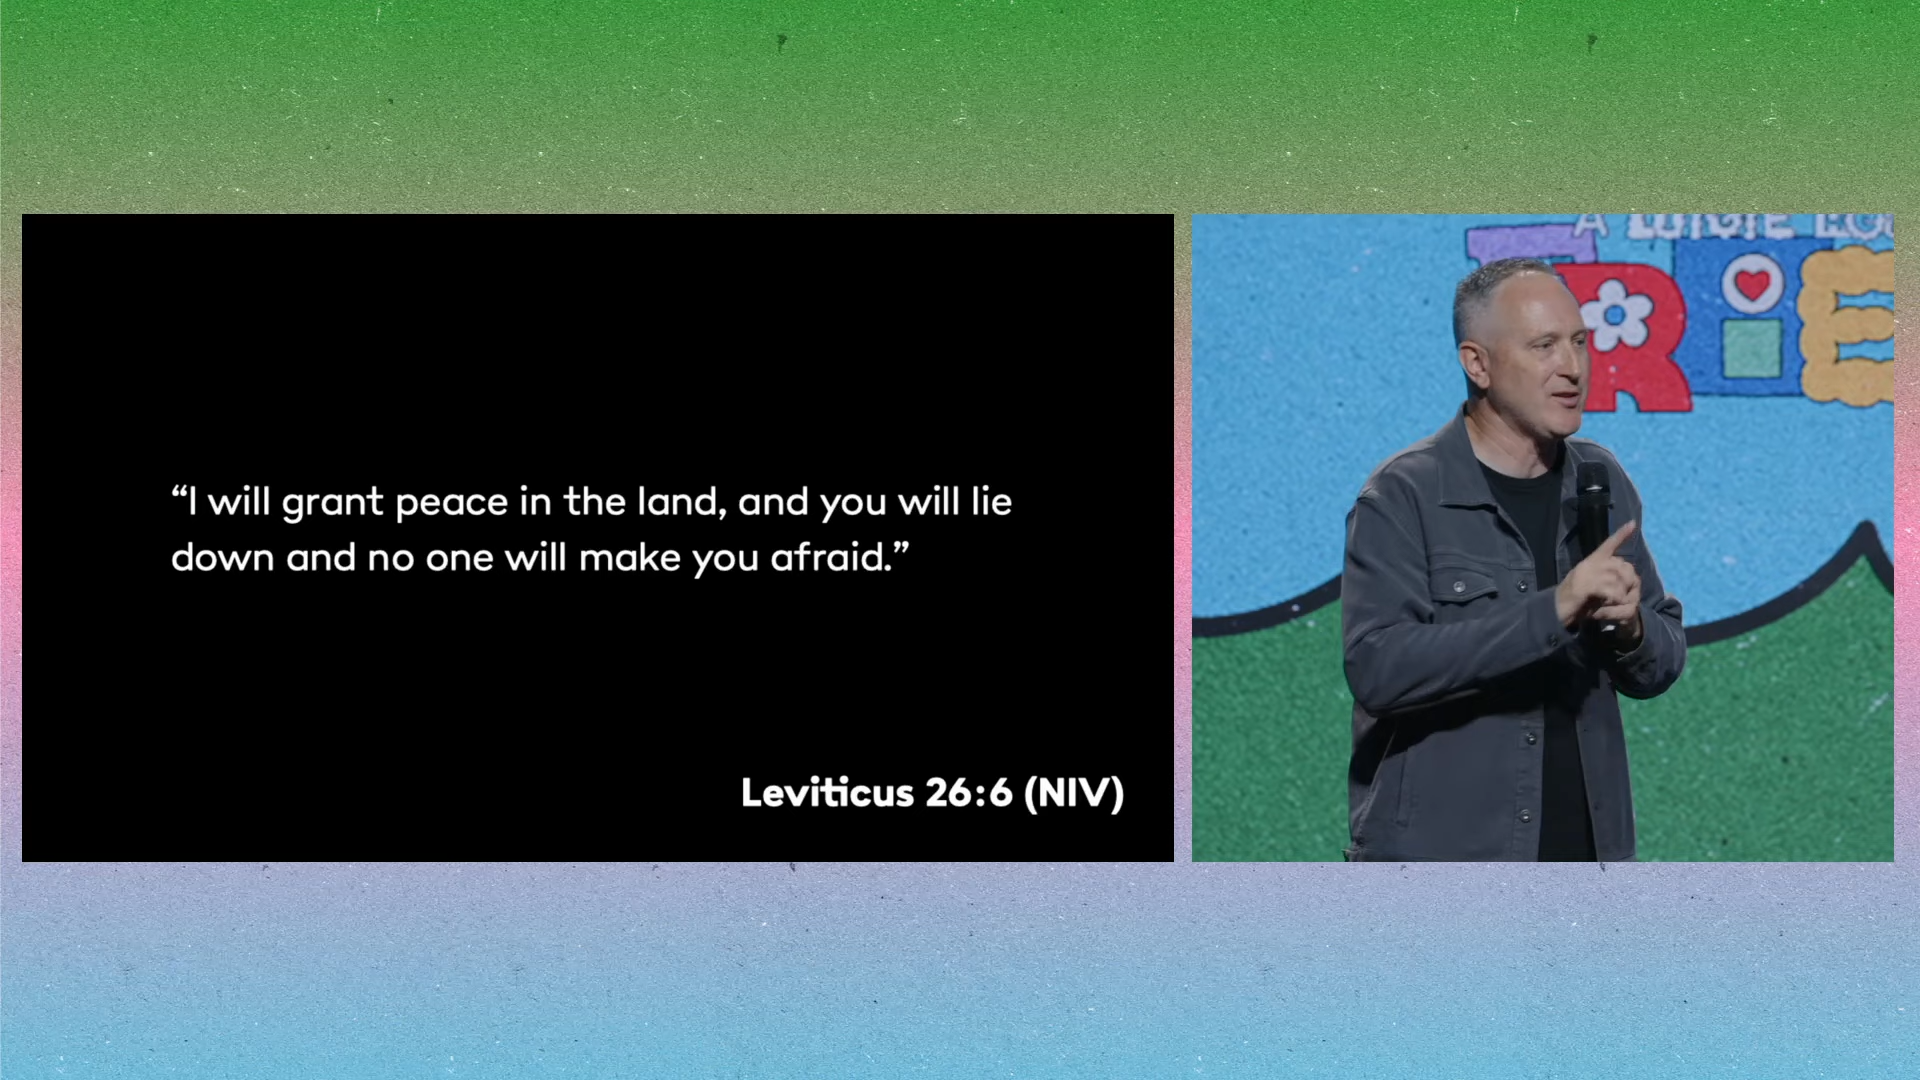 “I will grant peace in the land, and you will lie
down and no one will make you afraid.”
Leviticus 26:6 (NIV)
A